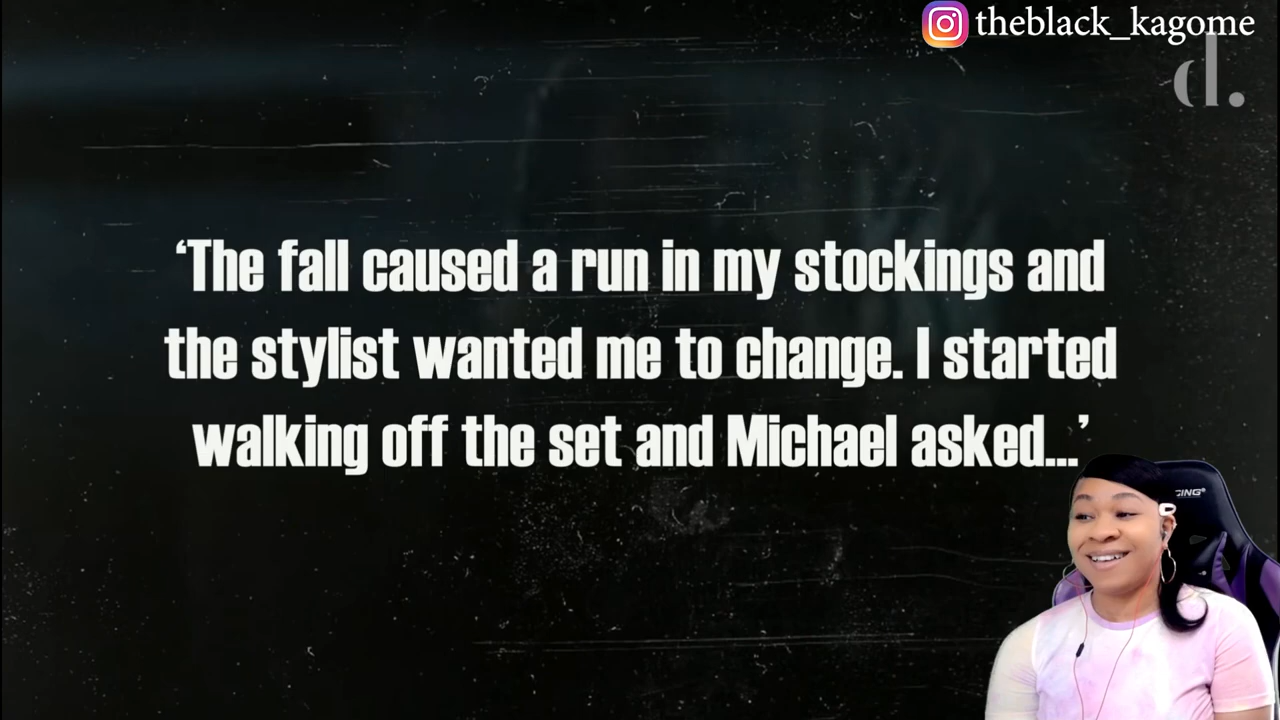 theblack_kagome
d.
‘The fall caused a run in my stockings and
the stylist wanted me to change. I started
walking off the set and Michael asked...’
CING®